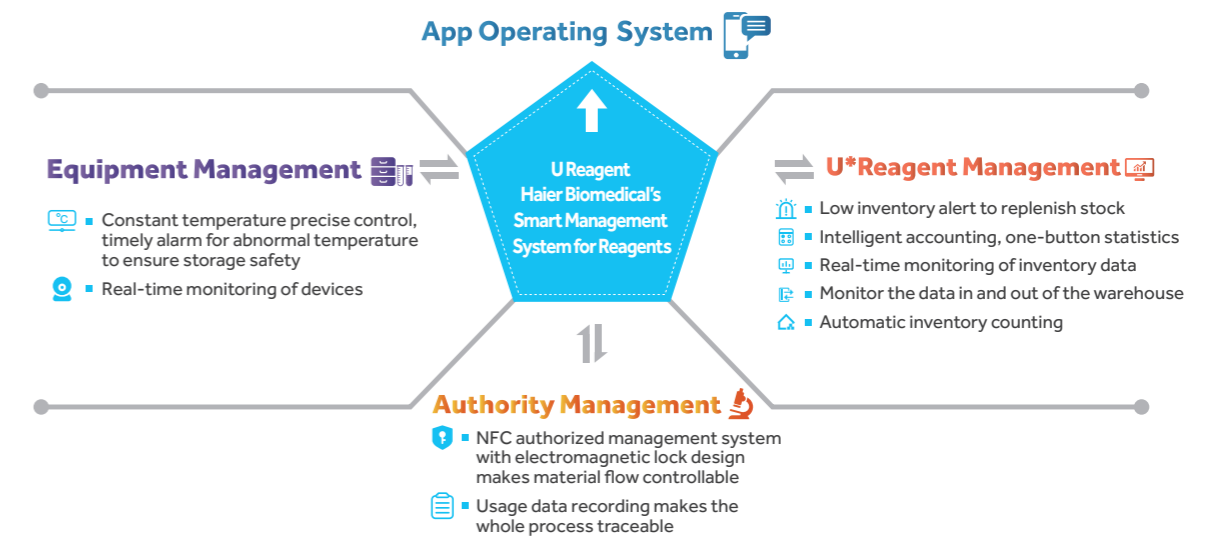 App Operating System
U Reagent
Haier Biomedical's
Smart Management
System for Reagents
Equipment Management
°C
Constant temperature precise control,
timely alarm for abnormal temperature
to ensure storage safety
Real-time monitoring of devices
U*Reagent Management
Low inventory alert to replenish stock
Intelligent accounting, one-button statistics
Real-time monitoring of inventory data
Monitor the data in and out of the warehouse
Automatic inventory counting
Authority Management
NFC authorized management system
with electromagnetic lock design
makes material flow controllable
Usage data recording makes the
whole process traceable